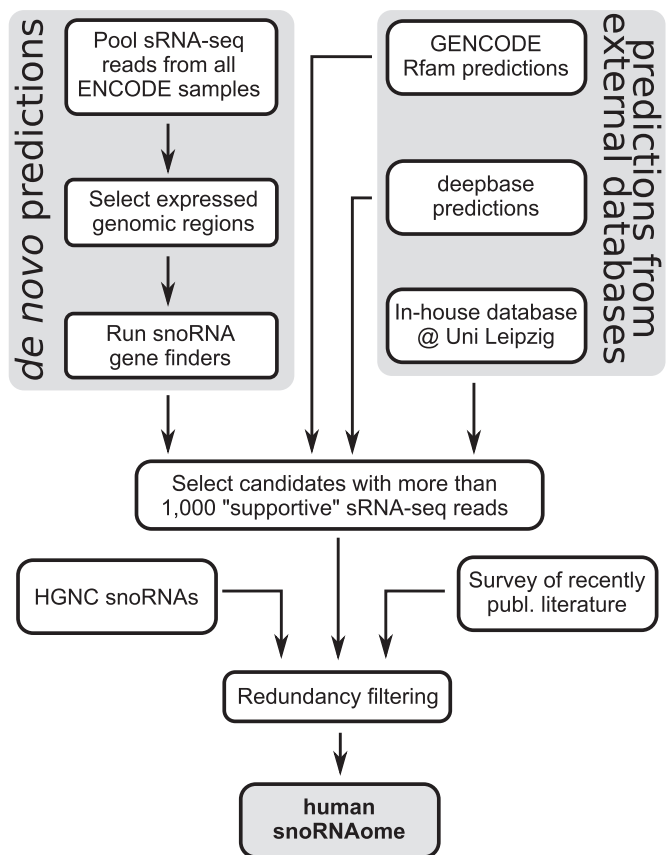 de novo predictions
Pool sRNA-seq
reads from all
ENCODE samples
Select expressed
genomic regions
Run snoRNA
gene finders
predictions from
external databases
GENCODE
Rfam predictions
deepbase
predictions
In-house database
@ Uni Leipzig
Select candidates with more than
1,000 "supportive" sRNA-seq reads
HGNC snoRNAs
Survey of recently
publ. literature
Redundancy filtering
human
snoRNAome